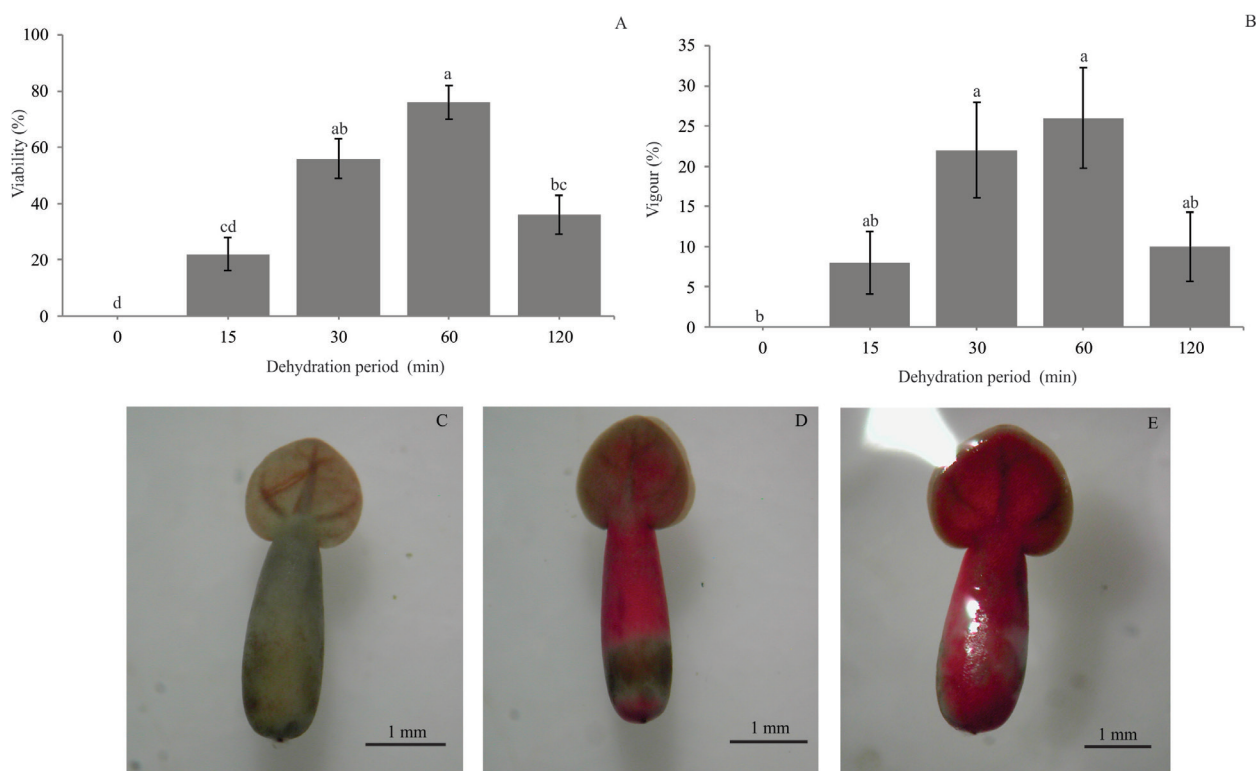 A
100
80
60
40
20
0
Viability (%)
d
cd
ab
a
bc
0 15 30 60 120
Dehydration period (min)
B
35
30
25
20
15
10
5
0
Vigour (%)
b
ab
a
a
ab
0 15 30 60 120
Dehydration period (min)
C
1 mm
D
1 mm
E
1 mm